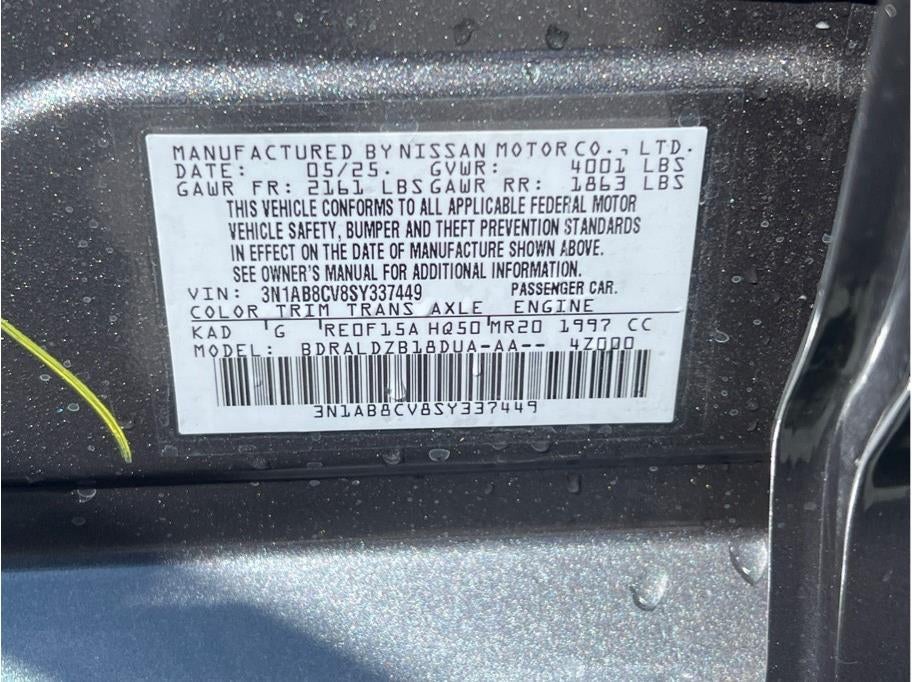 MANUFACTURED BY NISSAN MOTOR CO., LTD.
DATE: 05/25. GVWR: 4001 LBS
GAWR FR: 2161 LBS GAWR RR: 1863 LBS
THIS VEHICLE CONFORMS TO ALL APPLICABLE FEDERAL MOTOR
VEHICLE SAFETY, BUMPER AND THEFT PREVENTION STANDARDS
IN EFFECT ON THE DATE OF MANUFACTURE SHOWN ABOVE.
SEE OWNER'S MANUAL FOR ADDITIONAL INFORMATION.
VIN: 3N1AB8CV8SY337449 PASSENGER CAR.
COLOR TRIM TRANS AXLE ENGINE
KAD G RE0F15A HQ50 MR20 1997 CC
MODEL: BDRALDZB18DUA-AA-- 4Z000
3N1AB8CV8SY337449